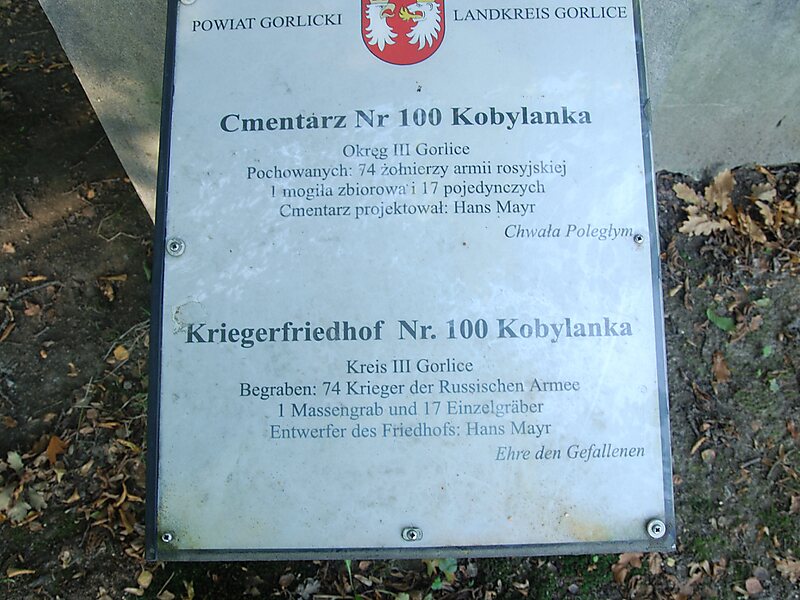 POWIAT GORLICKI
LANDKREIS GORLICE
Cmentarz Nr 100 Kobylanka
Okręg III Gorlice
Pochowanych: 74 żołnierzy armii rosyjskiej
1 mogiła zbiorowa i 17 pojedynczych
Cmentarz projektował: Hans Mayr
Chwała Poległym
Kriegerfriedhof Nr. 100 Kobylanka
Kreis III Gorlice
Begraben: 74 Krieger der Russischen Armee
1 Massengrab und 17 Einzelgräber
Entwerfer des Friedhofs: Hans Mayr
Ehre den Gefallenen